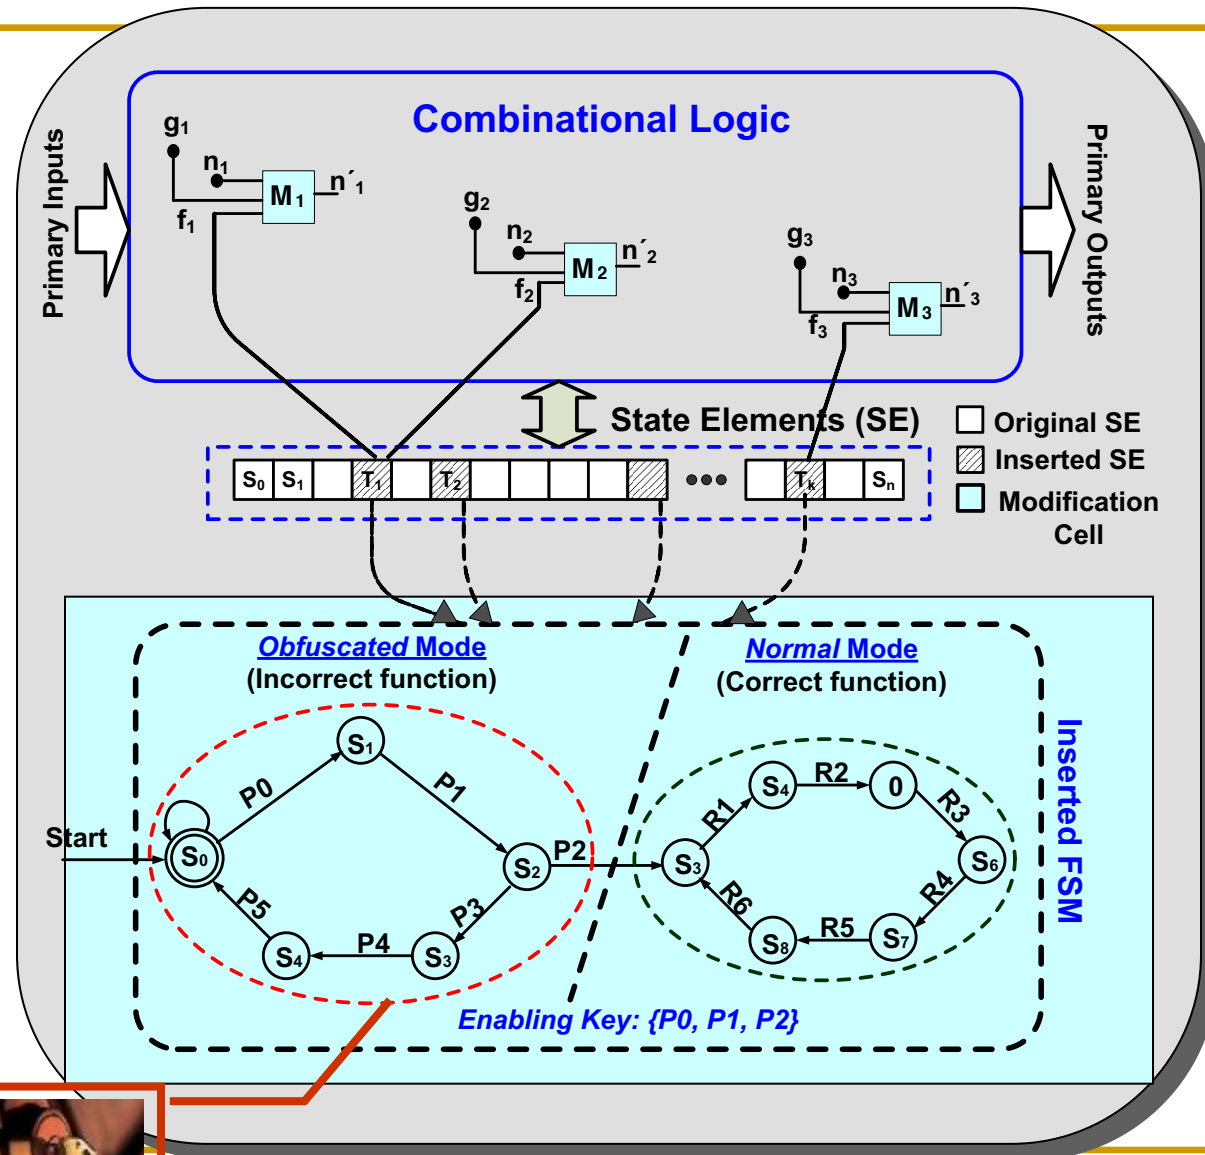 Combinational Logic
Primary Inputs
Primary Outputs
g1
n1
n´1
M1
f1
g2
n2
n´2
M2
f2
g3
n3
n´3
M3
f3
State Elements (SE)
Original SE
Inserted SE
Modification
Cell
S0 S1 T1 T2 ••• Tk Sn
Obfuscated Mode
(Incorrect function)
Normal Mode
(Correct function)
Inserted FSM
Start
S0
P0
S1
P1
S2
P2
P3
S3
P4
S4
P5
S3
R1
S4
R2
0
R3
S6
R4
S7
R5
S8
R6
Enabling Key: {P0, P1, P2}